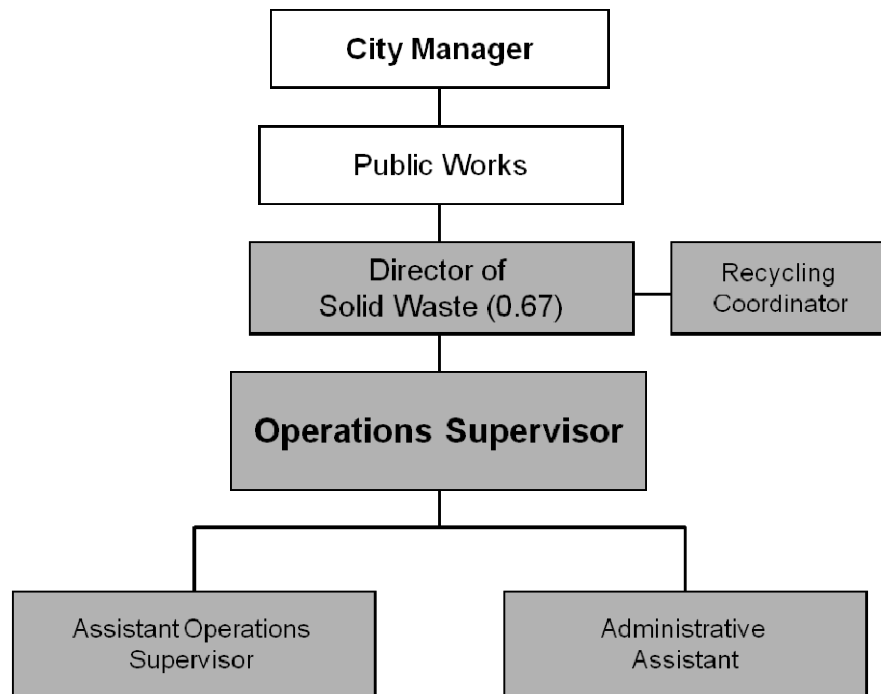 City Manager
Public Works
Director of
Solid Waste (0.67)
Recycling
Coordinator
Operations Supervisor
Assistant Operations
Supervisor
Administrative
Assistant